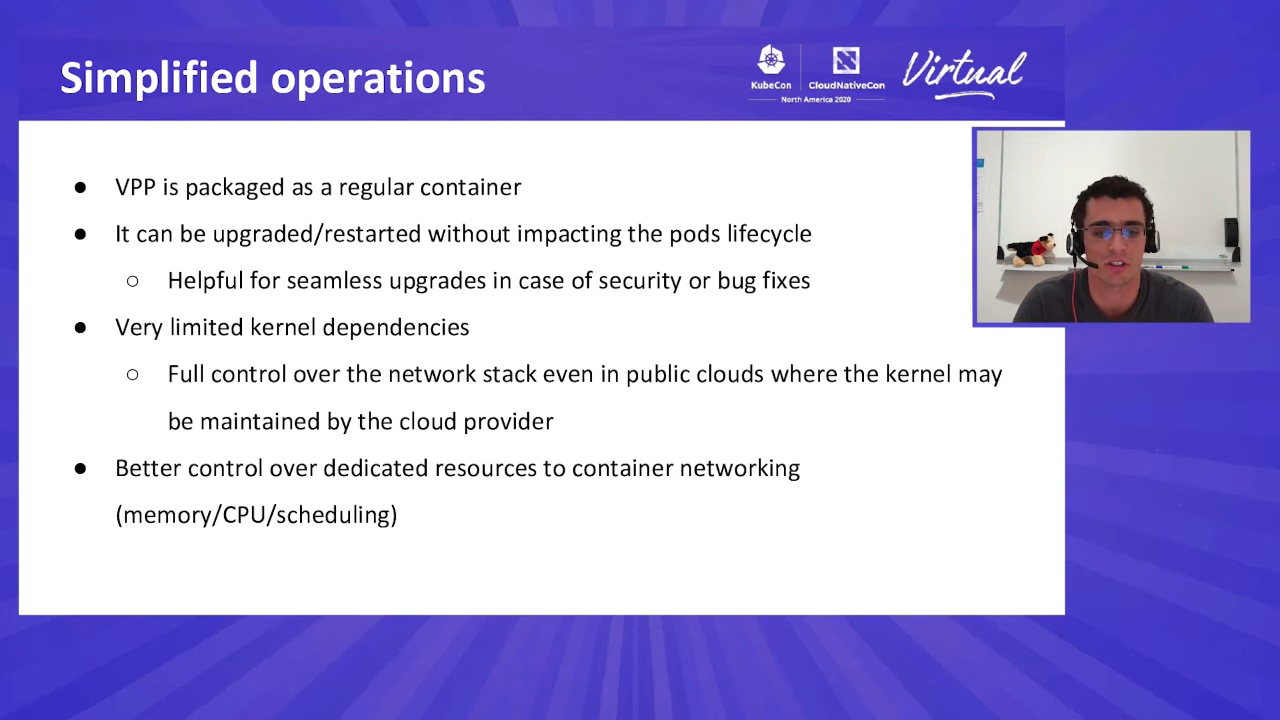 Simplified operations
KubeCon
CloudNativeCon
North America 2020
Virtual
● VPP is packaged as a regular container
● It can be upgraded/restarted without impacting the pods lifecycle
○ Helpful for seamless upgrades in case of security or bug fixes
● Very limited kernel dependencies
○ Full control over the network stack even in public clouds where the kernel may
be maintained by the cloud provider
● Better control over dedicated resources to container networking
(memory/CPU/scheduling)